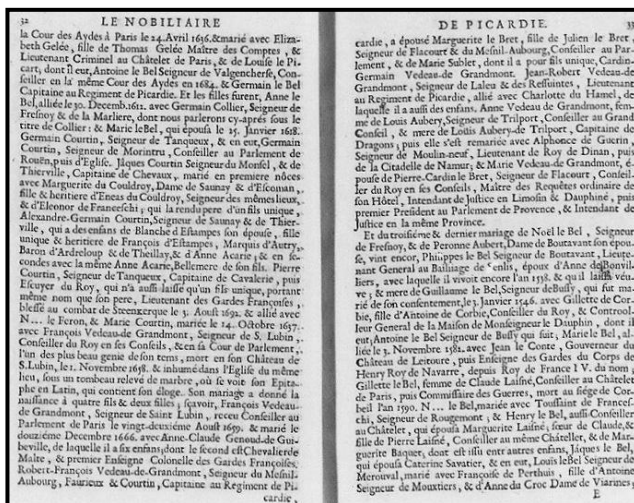 32 LE NOBILIAIRE
la Cour des Aydes à Paris le 24. Avril 1636. & marié avec Eliza-
beth Gelée, fille de Thomas Gelée Maître des Comptes, &
Lieutenant Criminel au Châtelet de Paris, & de Louise le Pi-
cart; dont il eut, Antoine le Bel Seigneur de Valgencheuse, Con-
seiller en la même Cour des Aydes en 1684. & Germain le Bel
Capitaine au Regiment de Picardie. Et les filles furent, Anne le
Bel, alliée le 30. Decemb. 1612. avec Germain Collier, Seigneur de
Fresnoy & de la Marliere, dont nous parlerons cy-aprés sous le
titre de Collier: & Marie le Bel, qui épousa le 25. Janvier 1618.
Germain Courtin, Seigneur de Tanqueux, & en eut, Germain
Courtin, Seigneur de Morintru, Conseiller au Parlement de
Roüen, puis d'Eglise. Jâques Courtin Seigneur du Monsel, & de
Thierville, Capitaine de Chevaux, marié en premiere nôces
avec Marguerite du Couldroy, Dame de Saunay & d'Escoman,
fille & heritiere d'Eneas du Couldroy, Seigneur des mêmes lieux,
& d'Eleonor de Franceschi; qui la rendu pere d'un fils unique,
Alexandre-Germain Courtin, Seigneur de Saunay & de Thier-
ville, qui a des enfans de Blanche d'Estampes son épouse, fille
unique & heritiere de François d'Estampes, Marquis d'Autry,
Baron d'Ardreloup & de Theillay, & d'Anne Acarie; & en se-
condes avec la même Anne Acarie, Bellemere de son fils. Pierre
Courtin, Seigneur de Tanqueux, Capitaine de Cavalerie, puis
Escuyer du Roy, qui n'a aussi laissé qu'un fils unique, portant
même nom que son pere, Lieutenant des Gardes Françoises,
blessé au combat de Steenkerque le 3. Aoust 1692. & allié avec
N... le Feron, & Marie Courtin, mariée le 14. Octobre 1637.
avec François Vedeau de Grandmont, Seigneur de S. Lubin,
Conseiller du Roy en ses Conseils, & en sa Cour de Parlement,
l'un des plus beau genie de son tems, mort en son Château de
S. Lubin, le 1. Novembre 1658. & inhumé dans l'Eglise du même
lieu, sous un tombeau relevé de marbre, où se voit son Epita-
phe en Latin, qui contient son éloge. Son mariage a donné la
naissance à quatre fils & deux filles; sçavoir, François Vedeau-
de Grandmont, Seigneur de Saint Lubin, receu Conseiller au
Parlement de Paris le vingt-deuxiéme Aoust 1659. & marié le
douziéme Decembre 1666. avec Anne-Claude Genoud-de Gui-
beville, de laquelle il a six enfans; dont le second est Chevalier de
Malte, & premier Enseigne Colonelle des Gardes Françoises.
Robert-François Vedeau-de-Grandmont, Seigneur du Mesnil-
Aubourg, Faurieux & Courtin, Capitaine au Regiment de Pi-
cardie,
DE PICARDIE. 33
cardie, a épousé Marguerite le Bret, fille de Julien le Bret,
Seigneur de Flacourt & du Mesnil-Aubourg, Conseiller au Par-
lement, & de Marie Sublet, dont il a pour fils unique, Cardin-
Germain Vedeau-de Grandmont. Jean-Robert Vedeau-de
Grandmont, Seigneur de Laleu & des Ressuintes, Lieutenant
au Regiment de Picardie, allié avec Charlotte du Hamel, de
laquelle il a aussi des enfans. Anne Vedeau de Grandmont, fem-
me de Louis Aubery, Seigneur de Trilport, Conseiller au Grand
Conseil, & mere de Louis Aubery-de Trilport, Capitaine de
Dragons; puis elle s'est remariée avec Alphonce de Guerin,
Seigneur de Moulin-neuf, Lieutenant de Roy de Dinan, puis
de la Citadelle de Namur; & Marie Vedeau de Grandmont, é-
pouse de Pierre-Cardin le Bret, Seigneur de Flacourt, Conseil-
ler du Roy en ses Conseils, Maître des Requêtes ordinaire de
son Hôtel, Intendant de Justice en Limosin & Dauphiné; puis
premier President au Parlement de Provence, & Intendant de
Justice en la même Province.
Et du troisiéme & dernier mariage de Noël le Bel, Seigneur
de Fresnoy, & de Peronne Aubert, Dame de Boutavant son épou-
se, vint encor, Philippes le Bel Seigneur de Boutavant, Lieute-
nant General au Bailliage de Senlis, époux d'Anne de Bonvil-
liers, avec laquelle il vivoit encore l'an 1558. & qu'il laissa véu-
ve; & mere de Guillaume le Bel, Seigneur de Bussy, qui fut ma-
rié de son consentement, le 3. Janvier 1546. avec Gillette de Cor-
bie, fille d'Antoine de Corbie, Conseiller du Roy, & Control-
leur General de la Maison de Monseigneur le Dauphin, dont il
eut; Antoine le Bel Seigneur de Bussy qui suit; Marie le Bel, al-
liée le 3. Novembre 1581. avec Jean le Conte, Gouverneur du
Château de Leitoure, puis Enseigne des Gardes du Corps de
Henry Roy de Navarre, depuis Roy de France IV. du nom;
Gillette le Bel, femme de Claude Laisné, Conseiller au Châtelet
de Paris, puis Commissaire des Guerres, mort au siége de Cor-
beil l'an 1590. N... le Bel, mariée avec Toussaint de Francef-
chi, Seigneur de Rougemont; & Henry le Bel, aussi Conseiller
au Châtelet, qui épousa Marguerite Laisné, sœur de Claude, &
fille de Pierre Laisné, Conseiller au même Châtelet, & de Mar-
guerite Baquet, dont est issu entre autres enfans; Jâques le Bel,
qui épousa Caterine Savatier, & en eut, Louïs le Bel Seigneur de
Merouval, marié avec Françoise de Perthuis, fille d'Antoine
Seigneur de Mouxtiers, & d'Anne du Croc Dame de Viarines;
E